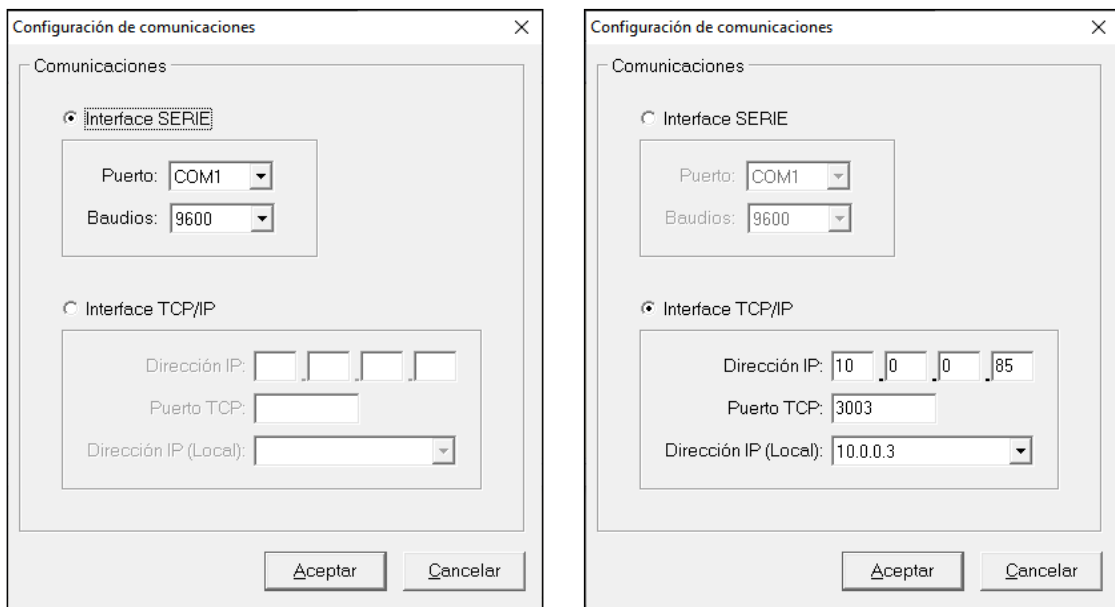 Configuración de comunicaciones
Comunicaciones
Interface SERIE
Puerto: COM1
Baudios: 9600
Interface TCP/IP
Dirección IP: . . .
Puerto TCP:
Dirección IP (Local):
Aceptar Cancelar
Configuración de comunicaciones
Comunicaciones
Interface SERIE
Puerto: COM1
Baudios: 9600
Interface TCP/IP
Dirección IP: 10 . 0 . 0 . 85
Puerto TCP: 3003
Dirección IP (Local): 10.0.0.3
Aceptar Cancelar